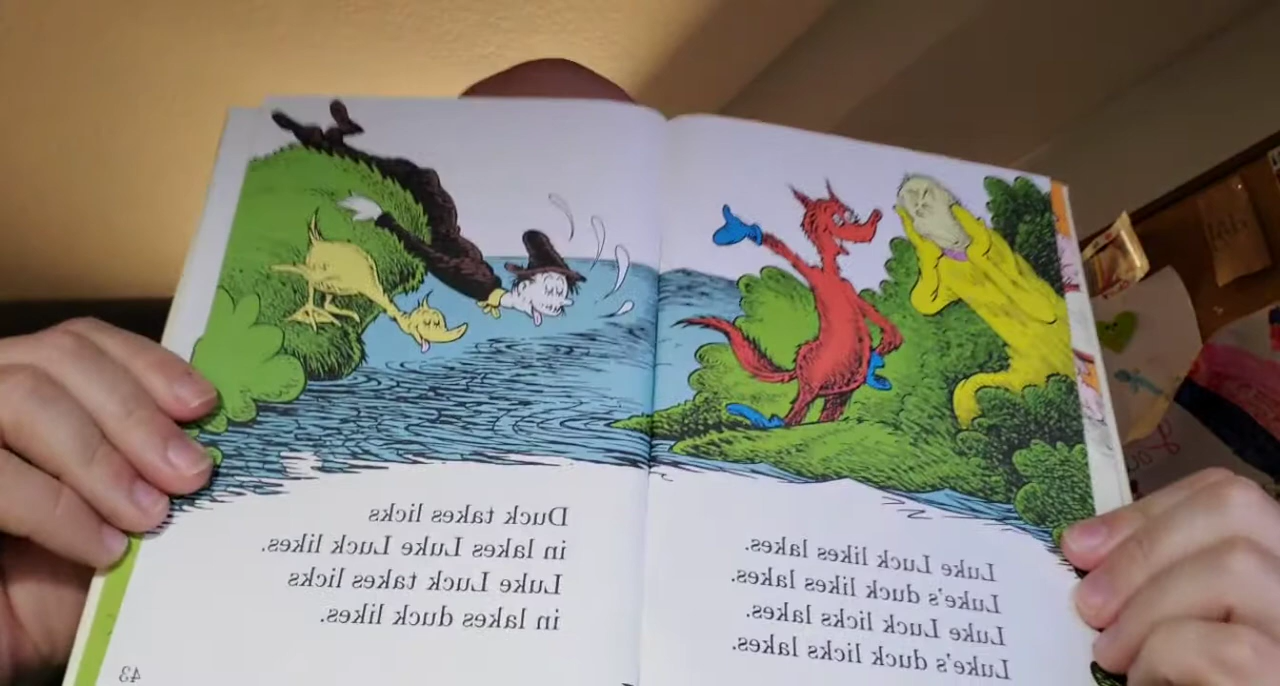 Luke Luck likes lakes.
Luke's duck likes lakes.
Luke Luck licks lakes.
Luke's duck licks lakes.
Duck takes licks
in lakes Luke Luck likes.
Luke Luck takes licks
in lakes duck likes.
43